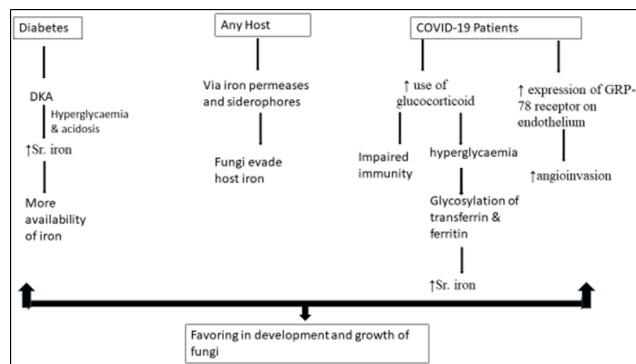 Diabetes
DKA
Hyperglycaemia
& acidosis
↑Sr. iron
More
availability
of iron
Any Host
Via iron permeases
and siderophores
Fungi evade
host iron
COVID-19 Patients
↑ use of
glucocorticoid
Impaired
immunity
hyperglycaemia
Glycosylation of
transferrin &
ferritin
↑Sr. iron
↑ expression of GRP-
78 receptor on
endothelium
↑angioinvasion
Favoring in development and growth of
fungi